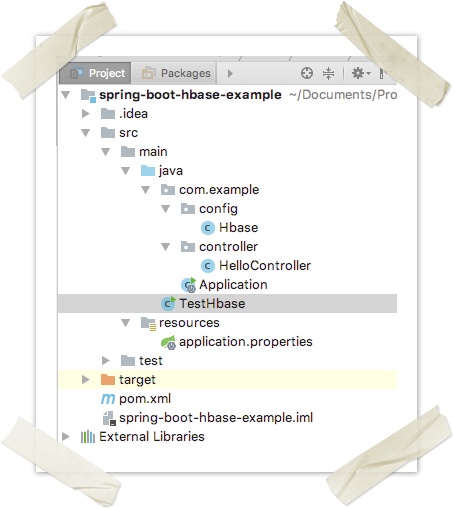 Project Packages
spring-boot-hbase-example ~/Documents/Pro
.idea
src
main
java
com.example
config
Hbase
controller
HelloController
Application
TestHbase
resources
application.properties
test
target
pom.xml
spring-boot-hbase-example.iml
External Libraries